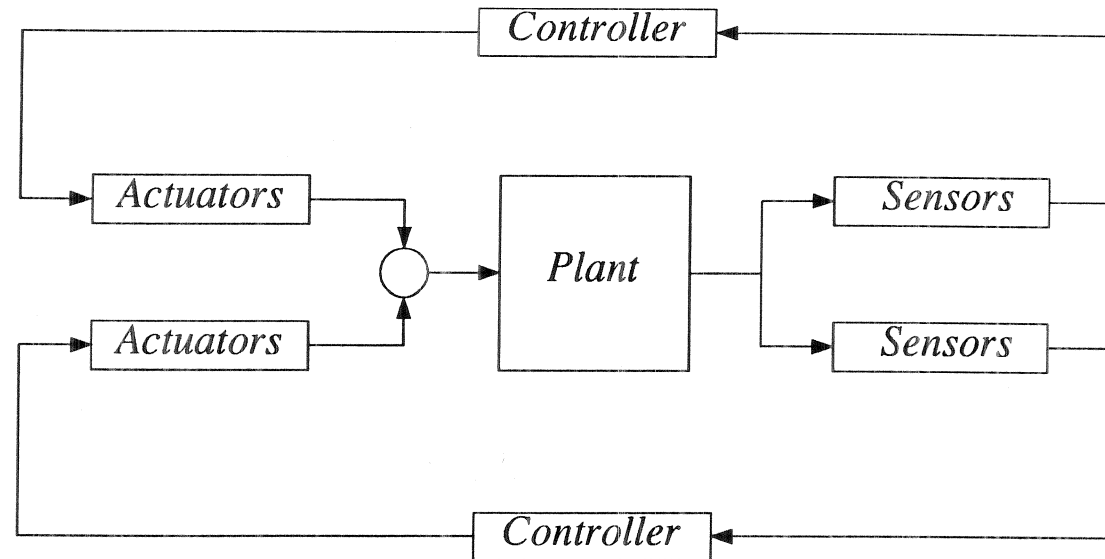 Controller
Actuators
Sensors
Plant
Actuators
Sensors
Controller